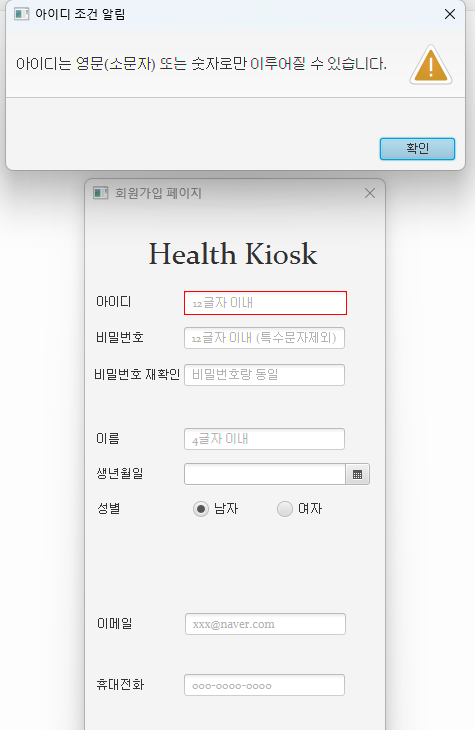 아이디 조건 알림
아이디는 영문(소문자) 또는 숫자로만 이루어질 수 있습니다.
확인
회원가입 페이지
Health Kiosk
아이디 12글자 이내
비밀번호 12글자 이내 (특수문자제외)
비밀번호 재확인 비밀번호랑 동일
이름 4글자 이내
생년월일
성별 남자 여자
이메일 xxx@naver.com
휴대전화 000-0000-0000